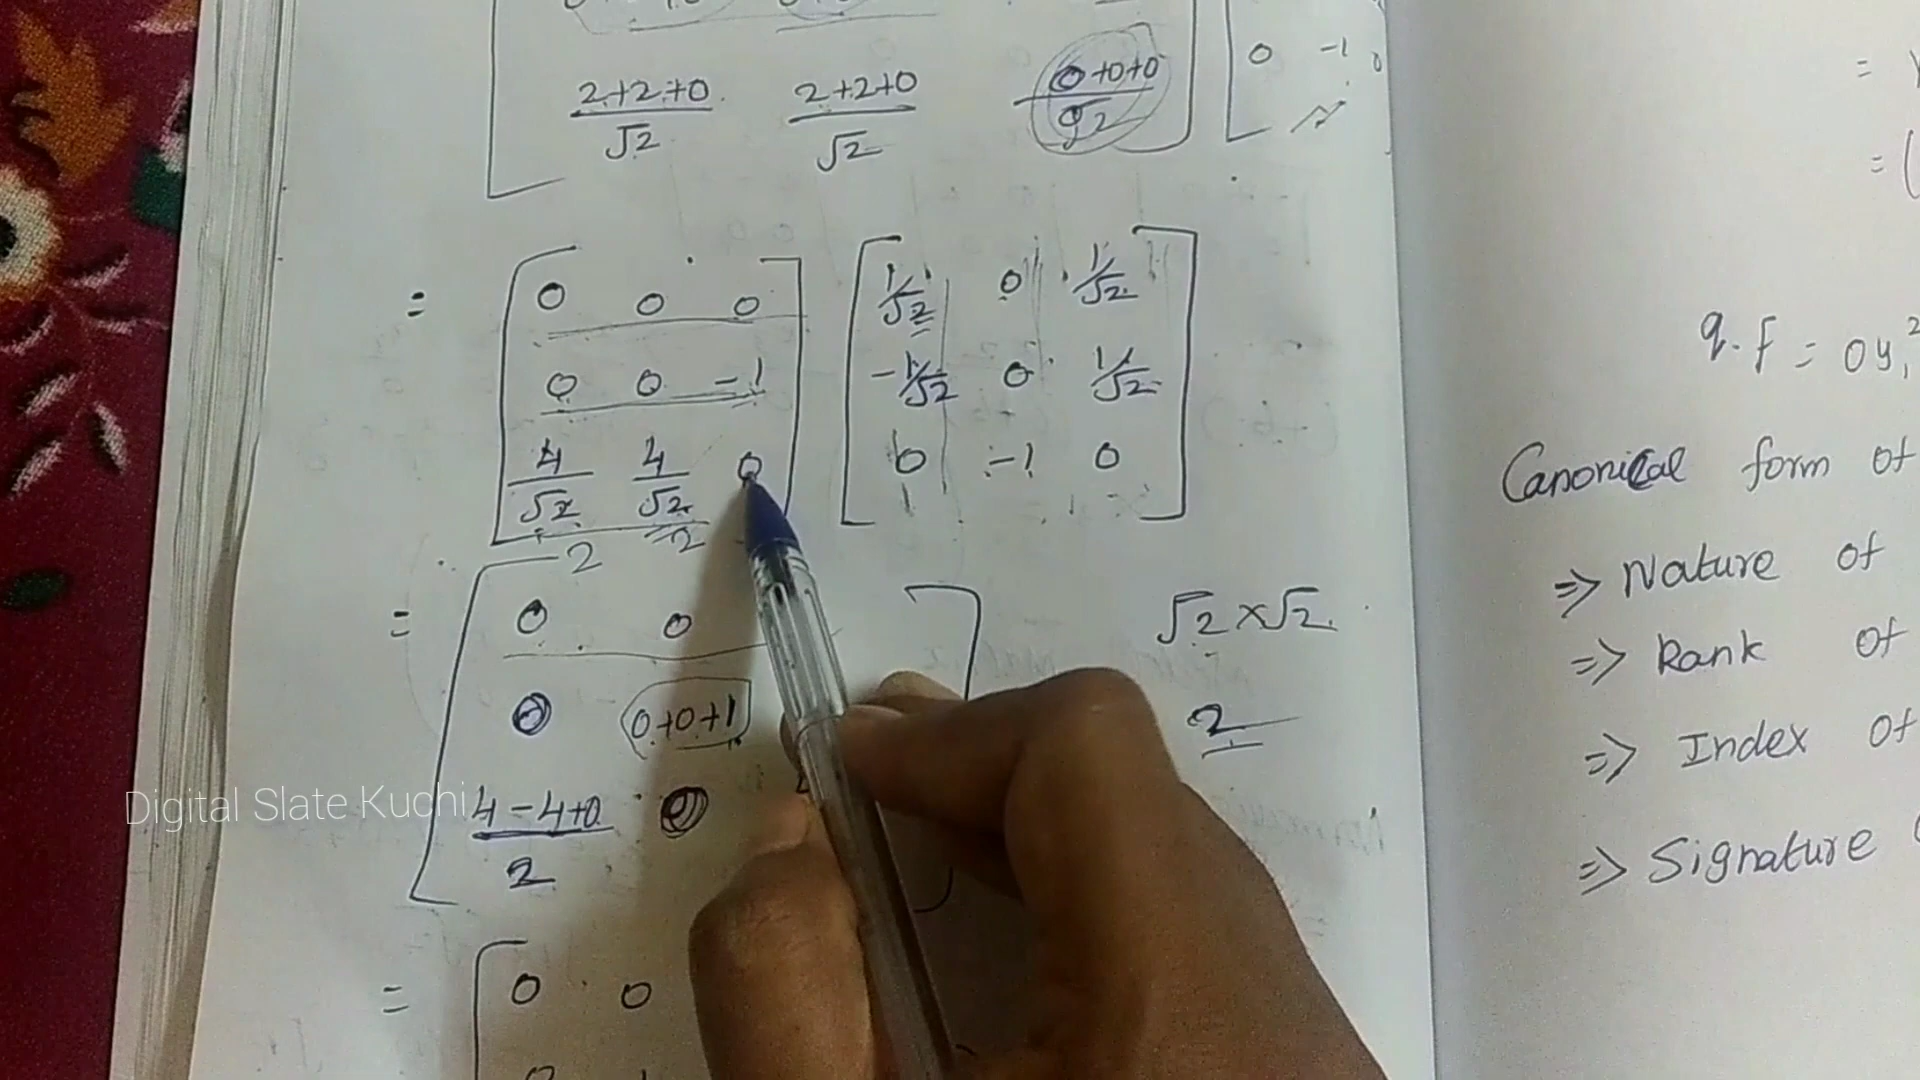 2+2+0 2+2+0 0+0+0 0 -1 0
√2 √2 √2
= [ 0 0 0 ] [ 1/√2 0 1/√2 ]
0 0 -1 -1/√2 0 1/√2
4/√2 4/√2 0 0 -1 0
2 2
= [ 0 0 ] √2×√2
0 0+0+1 2
4-4+0 0
2
= [ 0 0
q.f = 0y₁²
Canonical form of
⇒ Nature of
⇒ Rank of
⇒ Index of
⇒ Signature
Digital Slate Kuchi